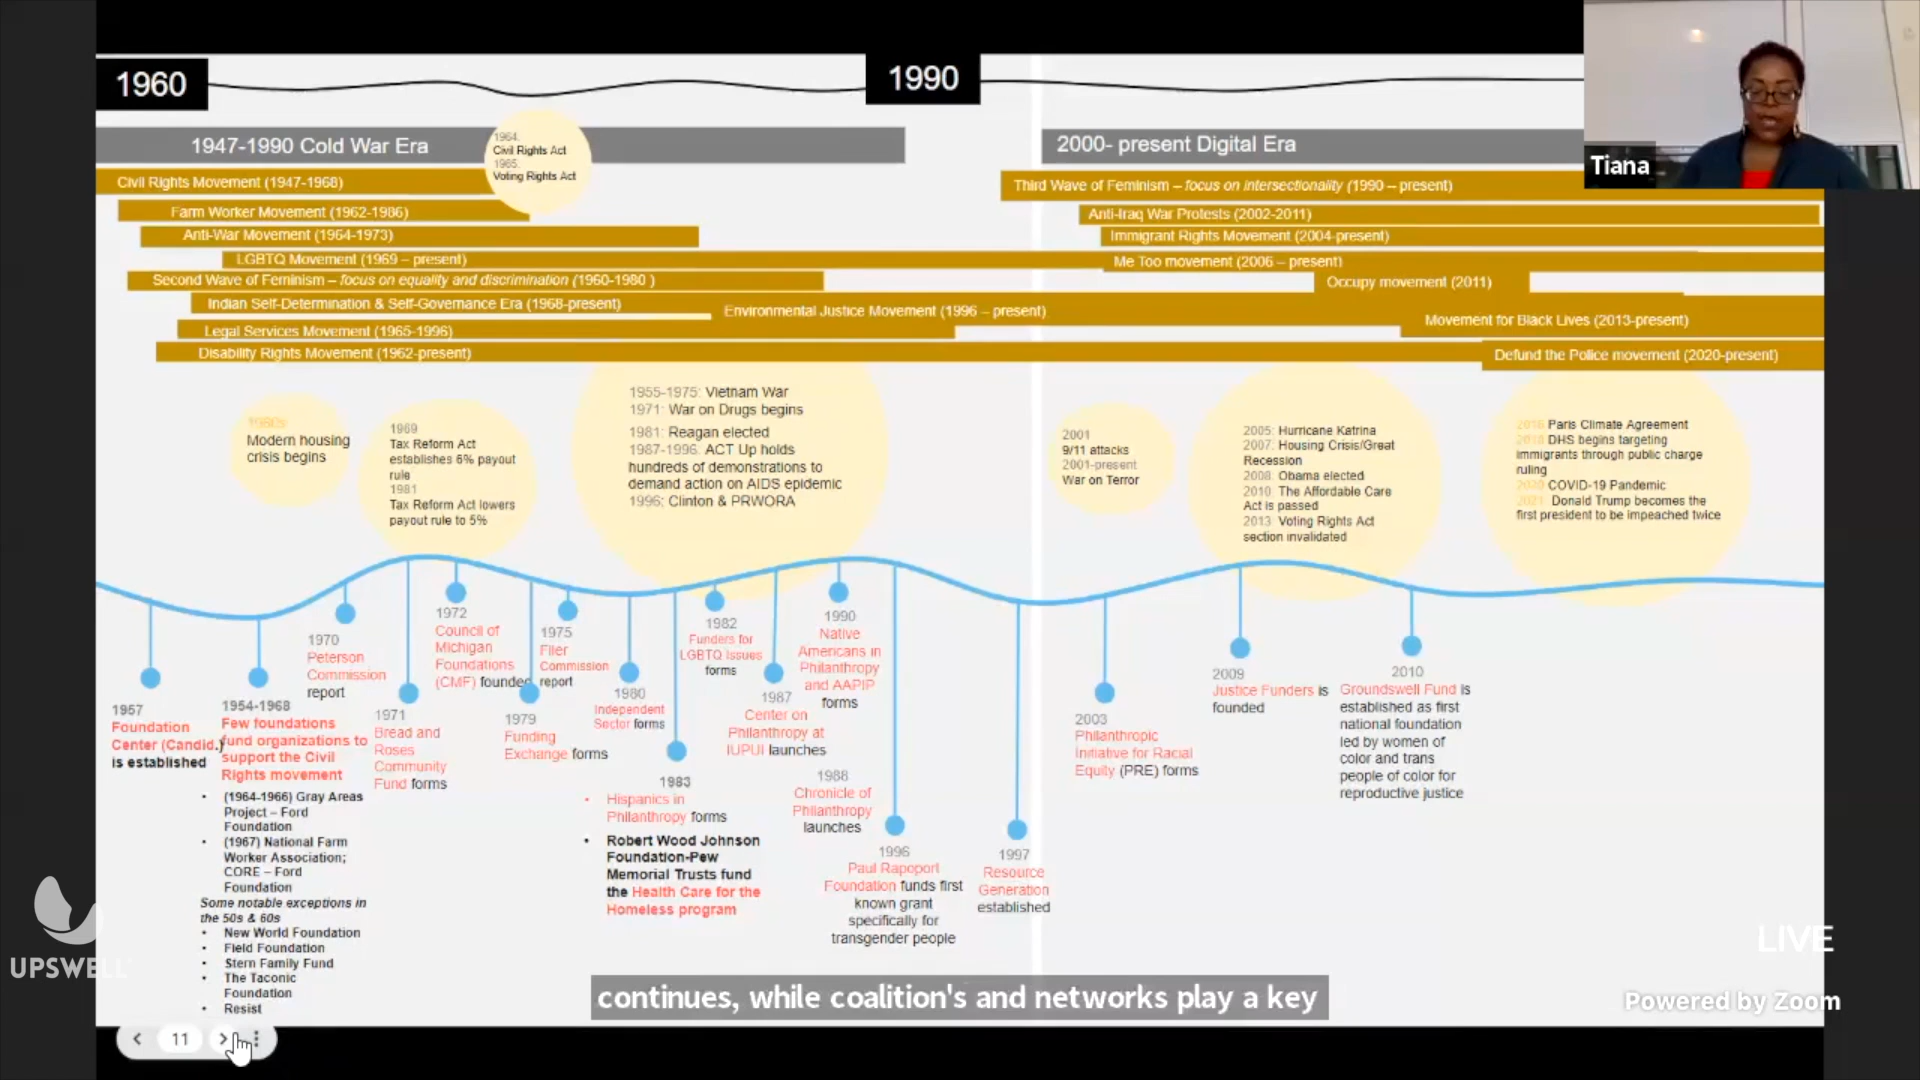 1960
1990
1947-1990 Cold War Era
2000- present Digital Era
1964:
Civil Rights Act
1965:
Voting Rights Act
Tiana
Civil Rights Movement (1947-1968)
Farm Worker Movement (1962-1986)
Anti-War Movement (1964-1973)
LGBTQ Movement (1969 – present)
Second Wave of Feminism – focus on equality and discrimination (1960-1980 )
Indian Self-Determination & Self-Governance Era (1968-present)
Legal Services Movement (1965-1996)
Disability Rights Movement (1962-present)
Environmental Justice Movement (1996 – present)
Third Wave of Feminism – focus on intersectionality (1990 – present)
Anti-Iraq War Protests (2002-2011)
Immigrant Rights Movement (2004-present)
Me Too movement (2006 – present)
Occupy movement (2011)
Movement for Black Lives (2013-present)
Defund the Police movement (2020-present)
Modern housing
crisis begins
1969
Tax Reform Act
establishes 6% payout
rule
1981
Tax Reform Act lowers
payout rule to 5%
1955-1975: Vietnam War
1971: War on Drugs begins
1981: Reagan elected
1987-1996: ACT Up holds
hundreds of demonstrations to
demand action on AIDS epidemic
1996: Clinton & PRWORA
2001
9/11 attacks
2001-present
War on Terror
2005: Hurricane Katrina
2007: Housing Crisis/Great
Recession
2008: Obama elected
2010: The Affordable Care
Act is passed
2013: Voting Rights Act
section invalidated
Paris Climate Agreement
DHS begins targeting
immigrants through public charge
ruling
2020 COVID-19 Pandemic
2021: Donald Trump becomes the
first president to be impeached twice
1957
Foundation
Center (Candid.)
is established
1954-1968
Few foundations
fund organizations to
support the Civil
Rights movement
• (1964-1966) Gray Areas
Project – Ford
Foundation
• (1967) National Farm
Worker Association;
CORE – Ford
Foundation
Some notable exceptions in
the 50s & 60s
• New World Foundation
• Field Foundation
• Stern Family Fund
• The Taconic
Foundation
• Resist
1970
Peterson
Commission
report
1971
Bread and
Roses
Community
Fund forms
1972
Council of
Michigan
Foundations
(CMF) founded
1975
Filer
Commission
report
1979
Funding
Exchange forms
1980
Independent
Sector forms
1982
Funders for
LGBTQ Issues
forms
1983
• Hispanics in
Philanthropy forms
• Robert Wood Johnson
Foundation-Pew
Memorial Trusts fund
the Health Care for the
Homeless program
1987
Center on
Philanthropy at
IUPUI launches
1988
Chronicle of
Philanthropy
launches
1990
Native
Americans in
Philanthropy
and AAPIP
forms
1996
Paul Rapoport
Foundation funds first
known grant
specifically for
transgender people
1997
Resource
Generation
established
2003
Philanthropic
Initiative for Racial
Equity (PRE) forms
2009
Justice Funders is
founded
2010
Groundswell Fund is
established as first
national foundation
led by women of
color and trans
people of color for
reproductive justice
UPSWELL
LIVE
continues, while coalition's and networks play a key
Powered by Zoom
11